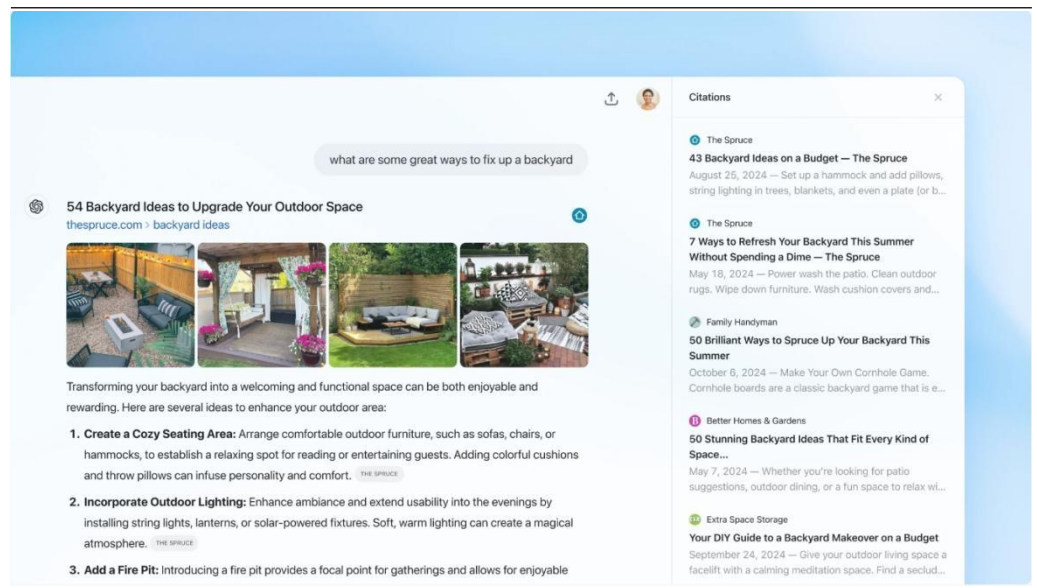 Citations
what are some great ways to fix up a backyard
54 Backyard Ideas to Upgrade Your Outdoor Space
thespruce.com > backyard ideas
Transforming your backyard into a welcoming and functional space can be both enjoyable and
rewarding. Here are several ideas to enhance your outdoor area:
1. Create a Cozy Seating Area: Arrange comfortable outdoor furniture, such as sofas, chairs, or
hammocks, to establish a relaxing spot for reading or entertaining guests. Adding colorful cushions
and throw pillows can infuse personality and comfort. THE SPRUCE
2. Incorporate Outdoor Lighting: Enhance ambiance and extend usability into the evenings by
installing string lights, lanterns, or solar-powered fixtures. Soft, warm lighting can create a magical
atmosphere. THE SPRUCE
3. Add a Fire Pit: Introducing a fire pit provides a focal point for gatherings and allows for enjoyable
The Spruce
43 Backyard Ideas on a Budget — The Spruce
August 25, 2024 — Set up a hammock and add pillows,
string lighting in trees, blankets, and even a plate (or b...
The Spruce
7 Ways to Refresh Your Backyard This Summer
Without Spending a Dime — The Spruce
May 18, 2024 — Power wash the patio. Clean outdoor
rugs. Wipe down furniture. Wash cushion covers and...
Family Handyman
50 Brilliant Ways to Spruce Up Your Backyard This
Summer
October 6, 2024 — Make Your Own Cornhole Game.
Cornhole boards are a classic backyard game that is e...
Better Homes & Gardens
50 Stunning Backyard Ideas That Fit Every Kind of
Space...
May 7, 2024 — Whether you're looking for patio
suggestions, outdoor dining, or a fun space to relax wi...
Extra Space Storage
Your DIY Guide to a Backyard Makeover on a Budget
September 24, 2024 — Give your outdoor living space a
facelift with a calming meditation space. Find a seclud...